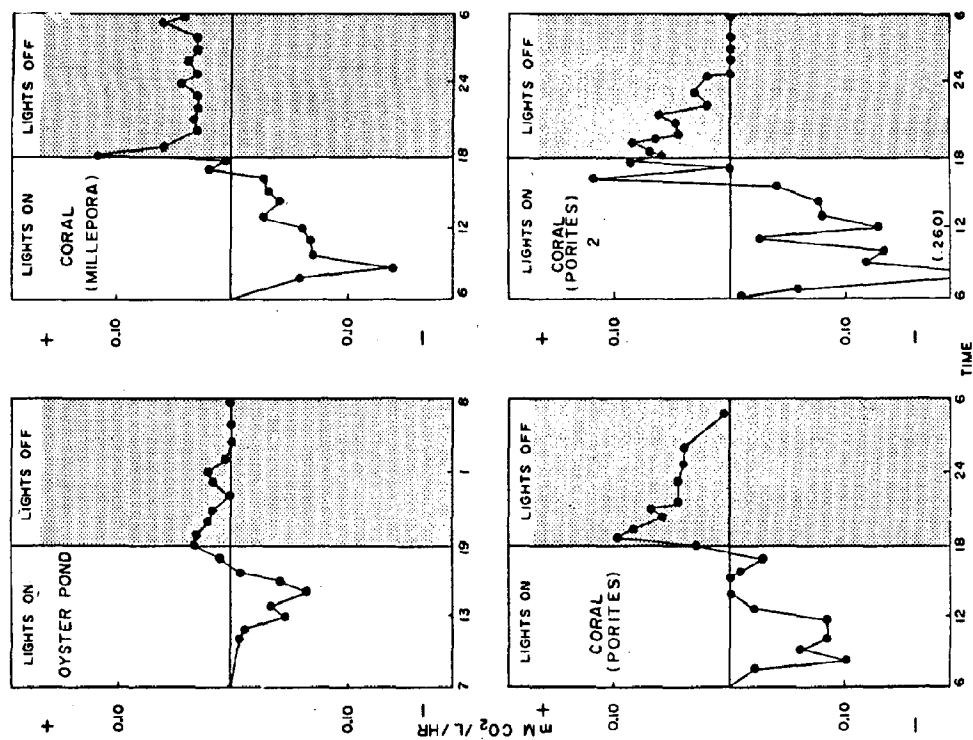 mM CO₂/L/HR
+
0.10
0.10
−
LIGHTS ON
LIGHTS OFF
OYSTER POND
7 13 19 1 8
+
0.10
0.10
−
LIGHTS ON
LIGHTS OFF
CORAL
(MILLEPORA)
6 12 18 24 6
+
0.10
0.10
−
LIGHTS ON
LIGHTS OFF
CORAL
(PORITES)
6 12 18 24 6
+
0.10
0.10
−
LIGHTS ON
LIGHTS OFF
CORAL
(PORITES)
2
(.260)
6 12 18 24 6
TIME